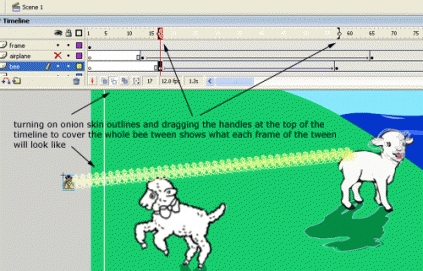 Scene 1
Timeline
1 5 10 15 20 25 30 35 40 45 50 55 60 65 70
frame
airplane
bee
17 12.0 fps 1.3s
turning on onion skin outlines and dragging the handles at the top of the
timeline to cover the whole bee tween shows what each frame of the tween
will look like